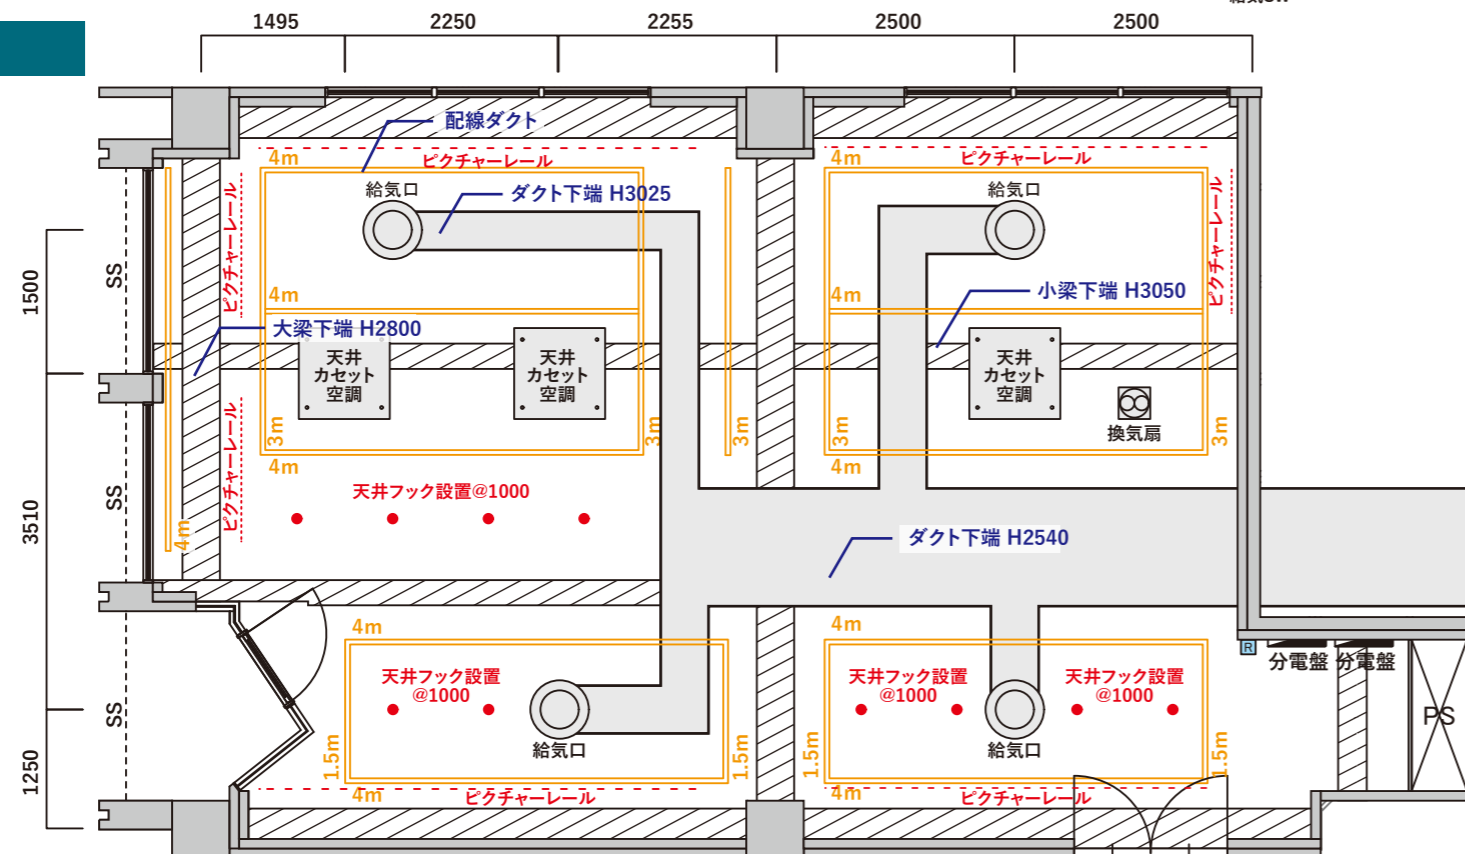 1495
2250
2255
2500
2500
配線ダクト
4m
ピクチャーレール
4m
ピクチャーレール
給気口
ダクト下端 H3025
給気口
ピクチャーレール
ピクチャーレール
SS
1500
4m
4m
小梁下端 H3050
大梁下端 H2800
天井
カセット
空調
天井
カセット
空調
天井
カセット
空調
換気扇
ピクチャーレール
3m
3m
3m
3m
3m
4m
4m
SS
3510
4m
天井フック設置@1000
ダクト下端 H2540
4m
4m
R
分電盤
分電盤
天井フック設置
@1000
天井フック設置
@1000
天井フック設置
@1000
SS
PS
1250
1.5m
給気口
1.5m
1.5m
給気口
1.5m
4m
ピクチャーレール
4m
ピクチャーレール